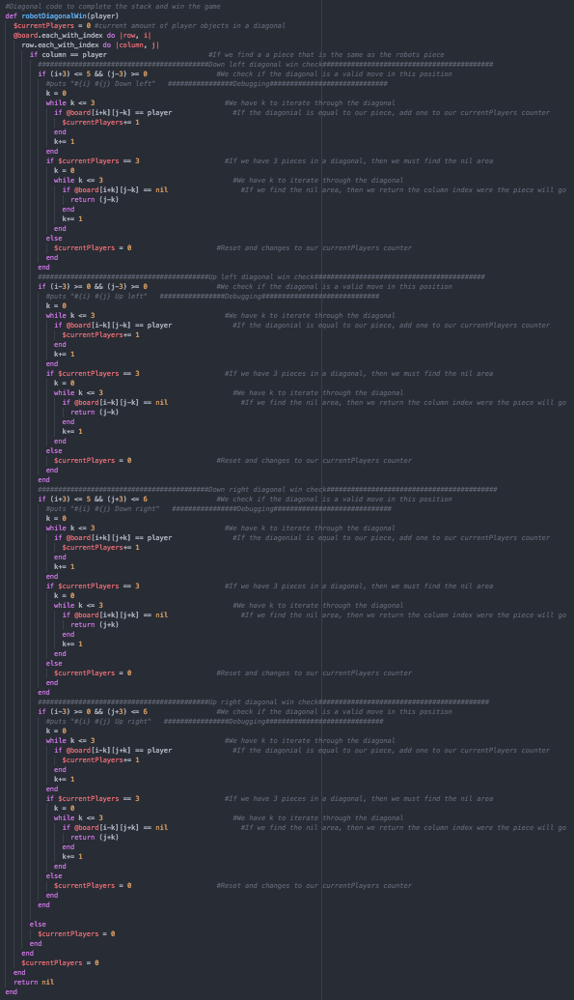 #Diagonal code to complete the stack and win the game
def robotDiagonalWin(player)
$currentPlayers = 0 #current amount of player objects in a diagonal
@board.each_with_index do |row, i|
row.each_with_index do |column, j|
if column == player #If we find a a piece that is the same as the robots piece
##########################################Down left diagonal win check##########################################
if (i+3) <= 5 && (j-3) >= 0 #We check if the diagonal is a valid move in this position
#puts "#{i} #{j} Down left" ################Debugging#############################
k = 0
while k <= 3 #We have k to iterate through the diagonal
if @board[i+k][j-k] == player #If the diagonial is equal to our piece, add one to our currentPlayers counter
$currentPlayers+= 1
end
k+= 1
end
if $currentPlayers == 3 #If we have 3 pieces in a diagonal, then we must find the nil area
k = 0
while k <= 3 #We have k to iterate through the diagonal
if @board[i+k][j-k] == nil #If we find the nil area, then we return the column index were the piece will go
return (j-k)
end
k+= 1
end
else
$currentPlayers = 0 #Reset and changes to our currentPlayers counter
end
end
##########################################Up left diagonal win check##########################################
if (i-3) >= 0 && (j-3) >= 0 #We check if the diagonal is a valid move in this position
#puts "#{i} #{j} Up left" ################Debugging#############################
k = 0
while k <= 3 #We have k to iterate through the diagonal
if @board[i-k][j-k] == player #If the diagonial is equal to our piece, add one to our currentPlayers counter
$currentPlayers+= 1
end
k+= 1
end
if $currentPlayers == 3 #If we have 3 pieces in a diagonal, then we must find the nil area
k = 0
while k <= 3 #We have k to iterate through the diagonal
if @board[i-k][j-k] == nil #If we find the nil area, then we return the column index were the piece will go
return (j-k)
end
k+= 1
end
else
$currentPlayers = 0 #Reset and changes to our currentPlayers counter
end
end
##########################################Down right diagonal win check##########################################
if (i+3) <= 5 && (j+3) <= 6 #We check if the diagonal is a valid move in this position
#puts "#{i} #{j} Down right" ################Debugging#############################
k = 0
while k <= 3 #We have k to iterate through the diagonal
if @board[i+k][j+k] == player #If the diagonial is equal to our piece, add one to our currentPlayers counter
$currentPlayers+= 1
end
k+= 1
end
if $currentPlayers == 3 #If we have 3 pieces in a diagonal, then we must find the nil area
k = 0
while k <= 3 #We have k to iterate through the diagonal
if @board[i+k][j+k] == nil #If we find the nil area, then we return the column index were the piece will go
return (j+k)
end
k+= 1
end
else
$currentPlayers = 0 #Reset and changes to our currentPlayers counter
end
end
##########################################Up right diagonal win check##########################################
if (i-3) >= 0 && (j+3) <= 6 #We check if the diagonal is a valid move in this position
#puts "#{i} #{j} Up right" ################Debugging#############################
k = 0
while k <= 3 #We have k to iterate through the diagonal
if @board[i-k][j+k] == player #If the diagonial is equal to our piece, add one to our currentPlayers counter
$currentPlayers+= 1
end
k+= 1
end
if $currentPlayers == 3 #If we have 3 pieces in a diagonal, then we must find the nil area
k = 0
while k <= 3 #We have k to iterate through the diagonal
if @board[i-k][j+k] == nil #If we find the nil area, then we return the column index were the piece will go
return (j+k)
end
k+= 1
end
else
$currentPlayers = 0 #Reset and changes to our currentPlayers counter
end
end
else
$currentPlayers = 0
end
end
$currentPlayers = 0
end
return nil
end